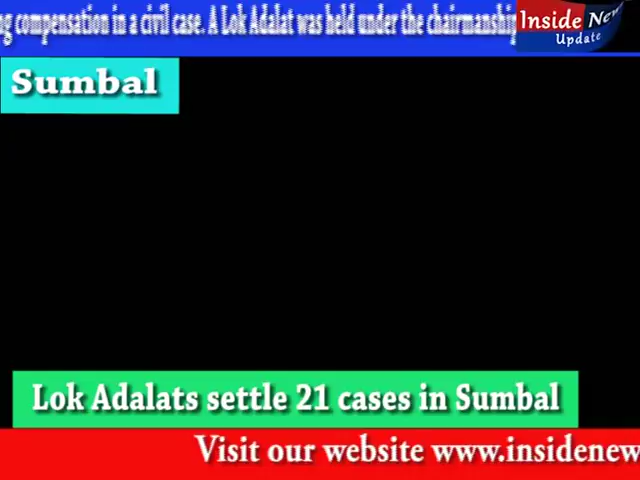 compensation in a civil case. A Lok Adalat was held under the chairmanship
Inside New
Update
Sumbal
Lok Adalats settle 21 cases in Sumbal
Visit our website www.insidenew